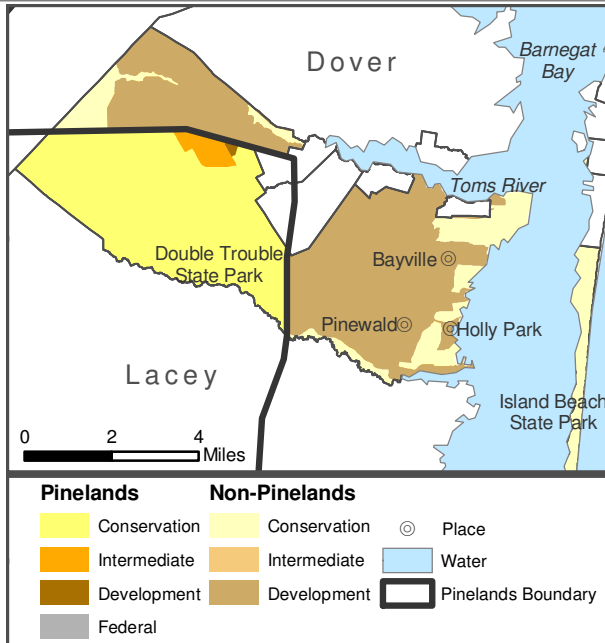 Dover
Barnegat
Bay
Toms River
Double Trouble
State Park
Bayville
Pinewald
Holly Park
Lacey
Island Beach
State Park
0 2 4
Miles
Pinelands Non-Pinelands
Conservation Conservation Place
Intermediate Intermediate Water
Development Development Pinelands Boundary
Federal